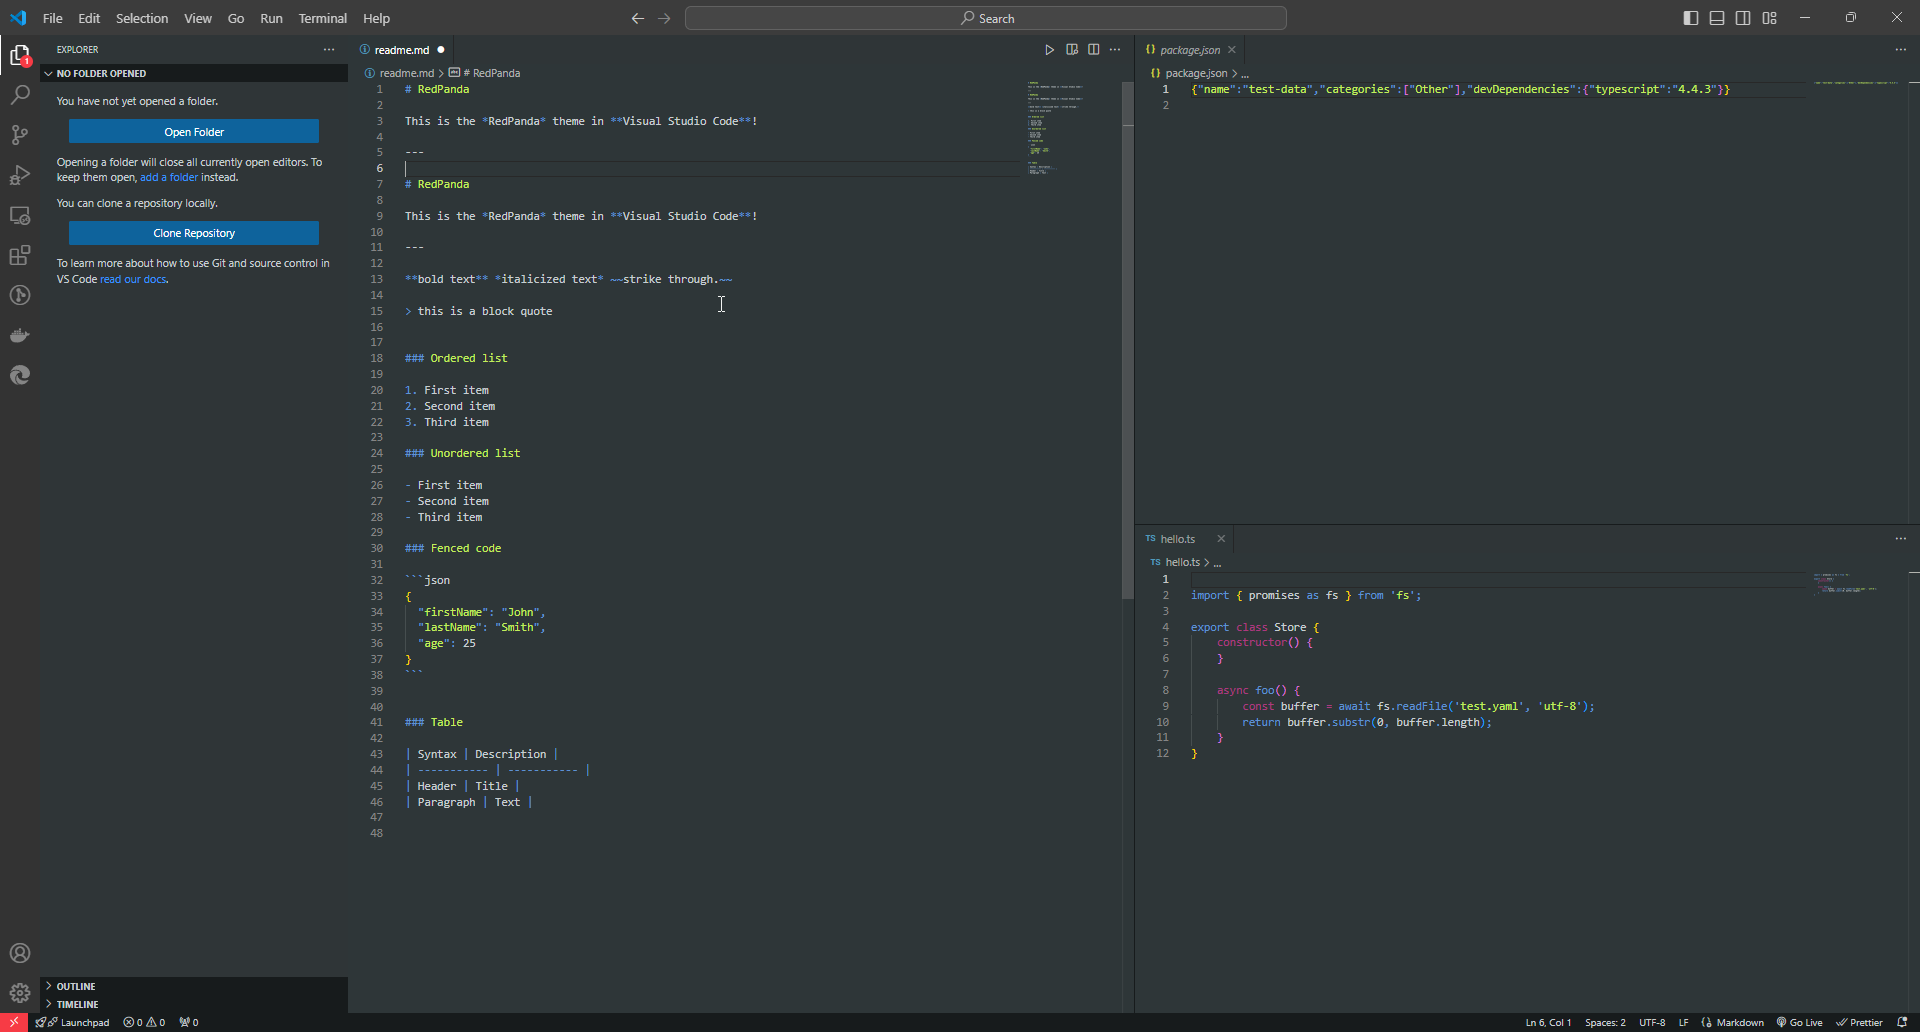 File Edit Selection View Go Run Terminal Help
Search
EXPLORER
NO FOLDER OPENED
You have not yet opened a folder.
Open Folder
Opening a folder will close all currently open editors. To
keep them open, add a folder instead.
You can clone a repository locally.
Clone Repository
To learn more about how to use Git and source control in
VS Code read our docs.
1
OUTLINE
TIMELINE
readme.md
readme.md > # RedPanda
1 # RedPanda
2
3 This is the *RedPanda* theme in **Visual Studio Code**!
4
5 ---
6
7 # RedPanda
8
9 This is the *RedPanda* theme in **Visual Studio Code**!
10
11 ---
12
13 **bold text** *italicized text* ~~strike through.~~
14
15 > this is a block quote
16
17
18 ### Ordered list
19
20 1. First item
21 2. Second item
22 3. Third item
23
24 ### Unordered list
25
26 - First item
27 - Second item
28 - Third item
29
30 ### Fenced code
31
32 ```json
33 {
34 "firstName": "John",
35 "lastName": "Smith",
36 "age": 25
37 }
38 ```
39
40
41 ### Table
42
43 | Syntax | Description |
44 | ----------- | ----------- |
45 | Header | Title |
46 | Paragraph | Text |
47
48
{} package.json
{} package.json > ...
1 {"name":"test-data","categories":["Other"],"devDependencies":{"typescript":"4.4.3"}}
2
TS hello.ts
TS hello.ts > ...
1
2 import { promises as fs } from 'fs';
3
4 export class Store {
5 constructor() {
6 }
7
8 async foo() {
9 const buffer = await fs.readFile('test.yaml', 'utf-8');
10 return buffer.substr(0, buffer.length);
11 }
12 }
Launchpad 0 0 0
Ln 6, Col 1 Spaces: 2 UTF-8 LF {} Markdown Go Live Prettier